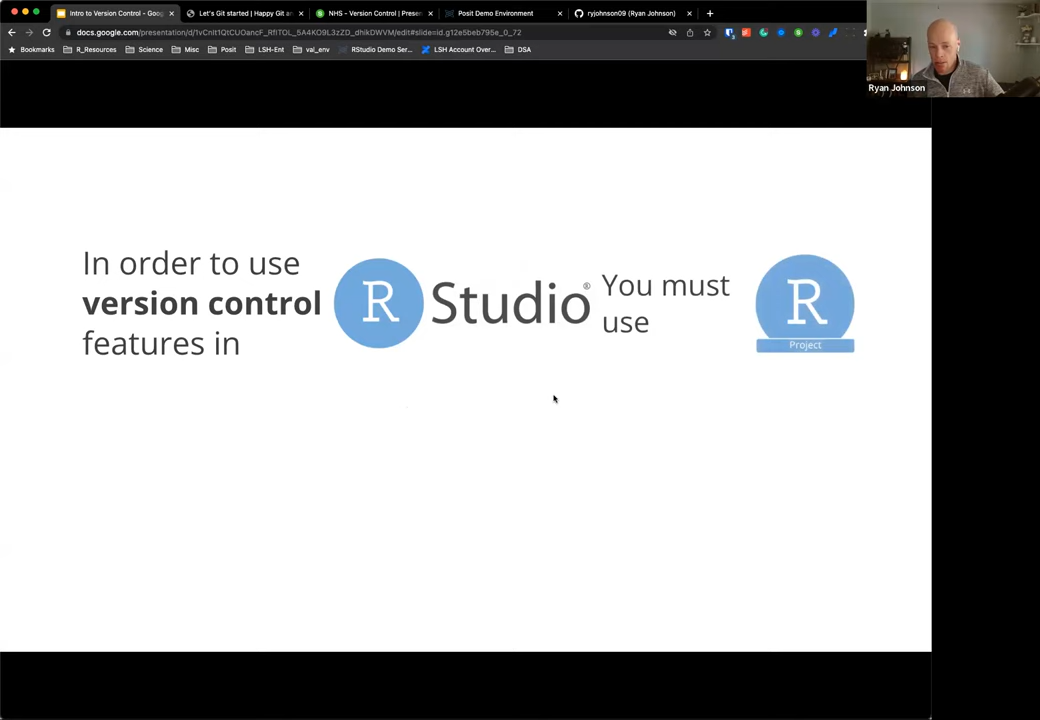 Intro to Version Control - Goog
Let's Git started | Happy Git an
NHS - Version Control | Presen
Posit Demo Environment
ryjohnson09 (Ryan Johnson)
Bookmarks
R_Resources
Science
Misc
Posit
LSH-Ent
val_env
RStudio Demo Ser...
LSH Account Over...
DSA
Ryan Johnson
In order to use
version control
features in
R Studio®
You must
use
R
Project